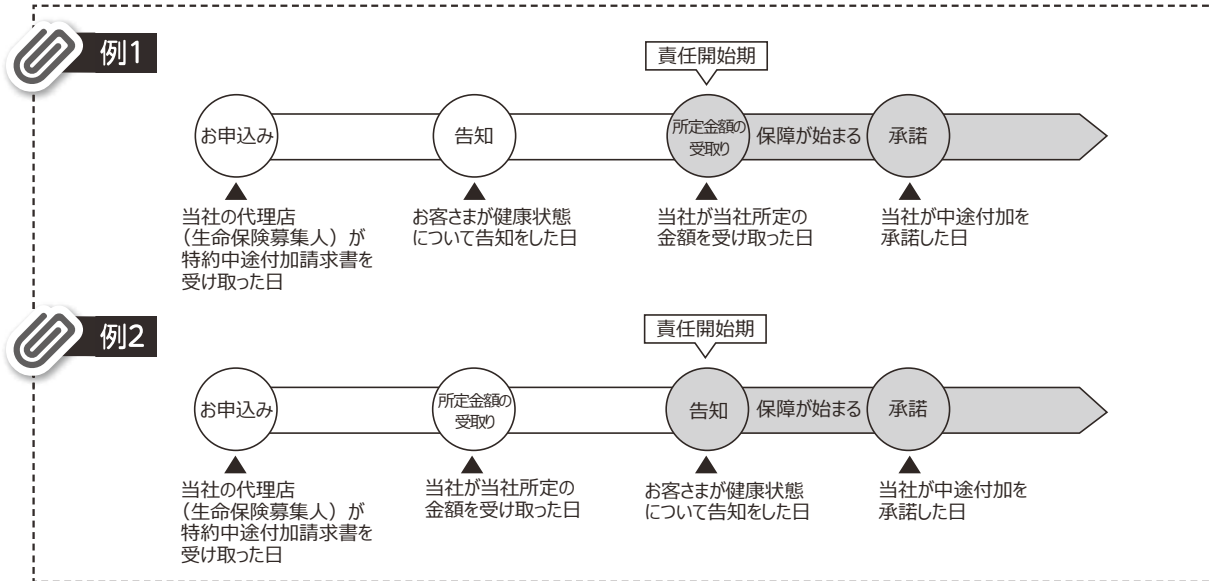 例1
責任開始期
お申込み
告知
所定金額の
受取り
保障が始まる
承諾
当社の代理店
（生命保険募集人）が
特約中途付加請求書を
受け取った日
お客さまが健康状態
について告知をした日
当社が当社所定の
金額を受け取った日
当社が中途付加を
承諾した日
例2
責任開始期
お申込み
所定金額の
受取り
告知
保障が始まる
承諾
当社の代理店
（生命保険募集人）が
特約中途付加請求書を
受け取った日
当社が当社所定の
金額を受け取った日
お客さまが健康状態
について告知をした日
当社が中途付加を
承諾した日